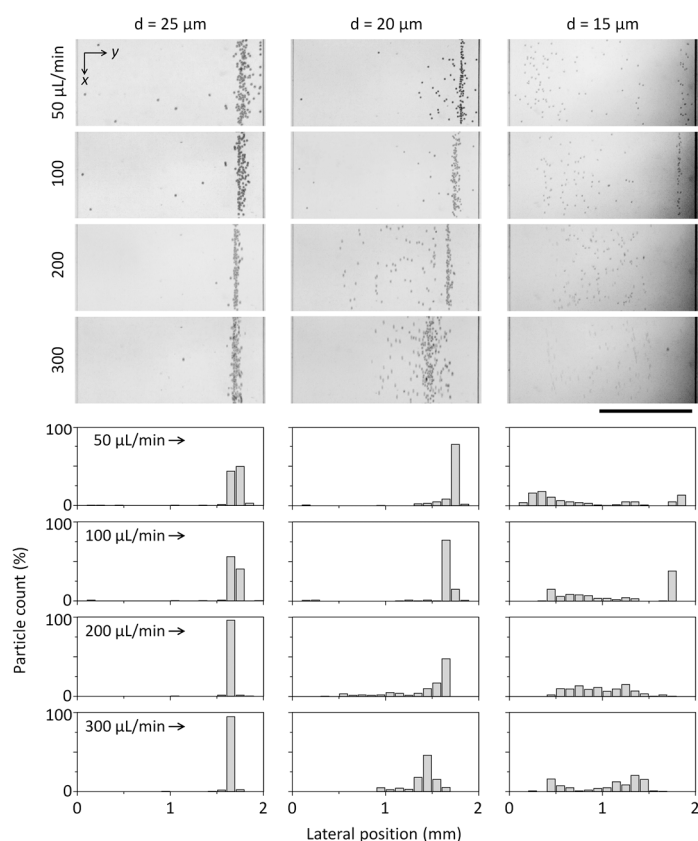 d = 25 µm
d = 20 µm
d = 15 µm
y
x
50 µL/min
100
200
300
100
50 µL/min →
0
100
100 µL/min →
0
100
200 µL/min →
0
100
300 µL/min →
0
Particle count (%)
0 1 2
0 1 2
0 1 2
Lateral position (mm)